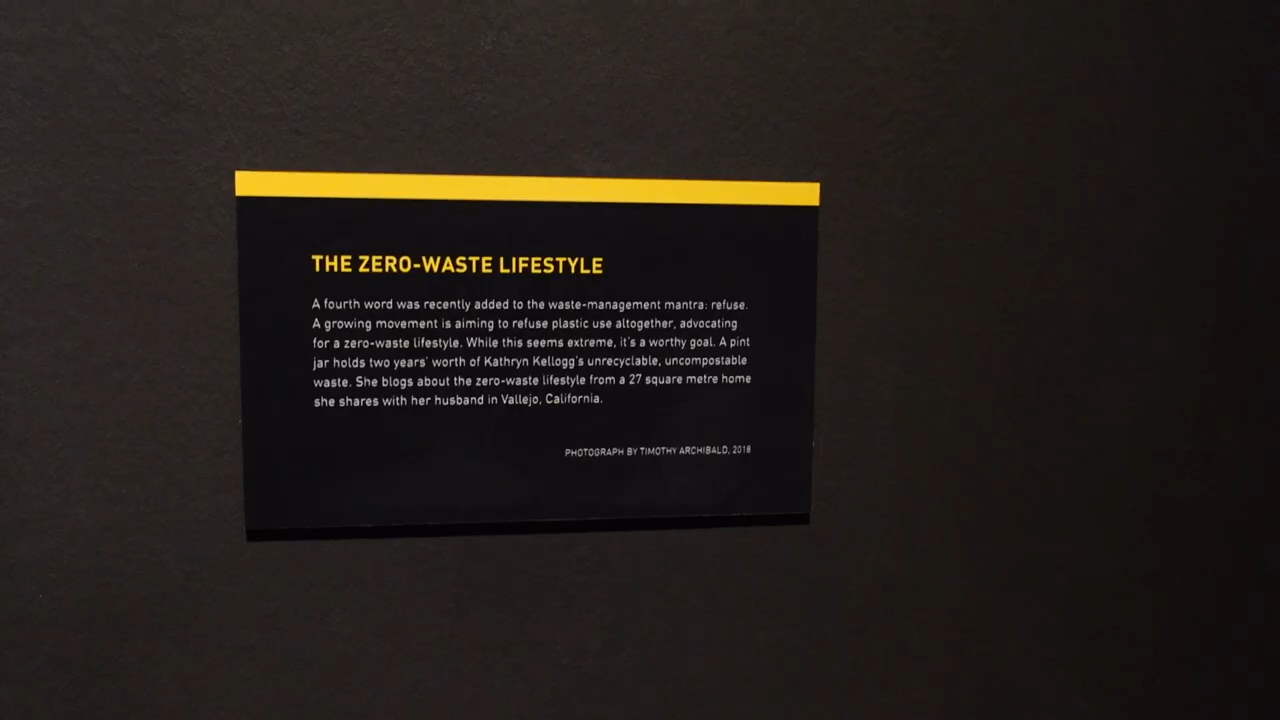 THE ZERO-WASTE LIFESTYLE
A fourth word was recently added to the waste-management mantra: refuse.
A growing movement is aiming to refuse plastic use altogether, advocating
for a zero-waste lifestyle. While this seems extreme, it's a worthy goal. A pint
jar holds two years' worth of Kathryn Kellogg's unrecyclable, uncompostable
waste. She blogs about the zero-waste lifestyle from a 27 square metre home
she shares with her husband in Vallejo, California.
PHOTOGRAPH BY TIMOTHY ARCHIBALD, 2018